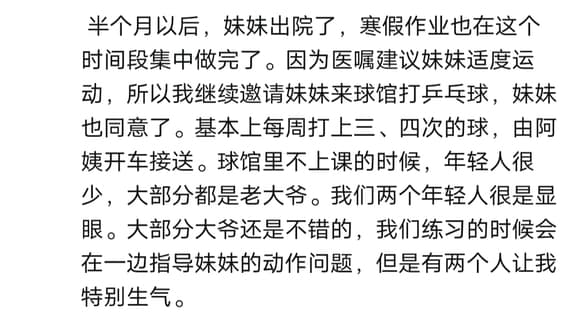 半个月以后，妹妹出院了，寒假作业也在这个
时间段集中做完了。因为医嘱建议妹妹适度运
动，所以我继续邀请妹妹来球馆打乒乓球，妹妹
也同意了。基本上每周打上三、四次的球，由阿
姨开车接送。球馆里不上课的时候，年轻人很
少，大部分都是老大爷。我们两个年轻人很是显
眼。大部分大爷还是不错的，我们练习的时候会
在一边指导妹妹的动作问题，但是有两个人让我
特别生气。